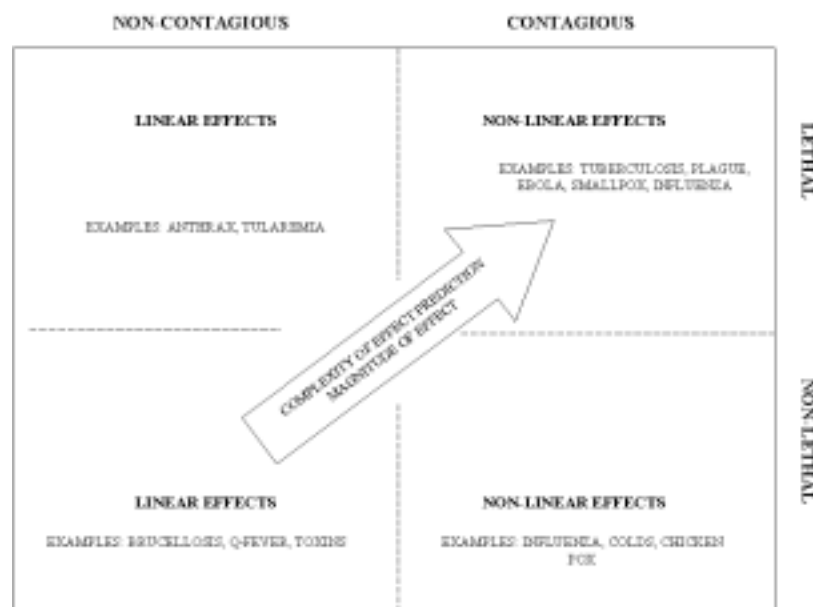 NON-CONTAGIOUS
CONTAGIOUS
LINEAR EFFECTS
NON-LINEAR EFFECTS
LETHAL
EXAMPLES: TUBERCULOSIS, PLAGUE,
EBOLA, SMALLPOX, INFLUENZA
EXAMPLES: ANTHRAX, TULAREMIA
COMPLEXITY OF EFFECT PREDICTION
MAGNITUDE OF EFFECT
NON-LETHAL
LINEAR EFFECTS
NON-LINEAR EFFECTS
EXAMPLES: BRUCELLOSIS, Q-FEVER, TOXINS
EXAMPLES: INFLUENZA, COLDS, CHICKEN
POX